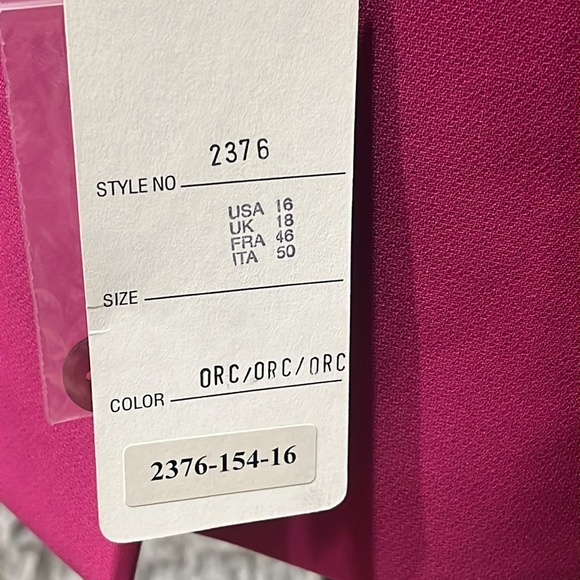 2376
STYLE NO
USA 16
UK 18
FRA 46
ITA 50
SIZE
ORC/ORC/ORC
COLOR
2376-154-16